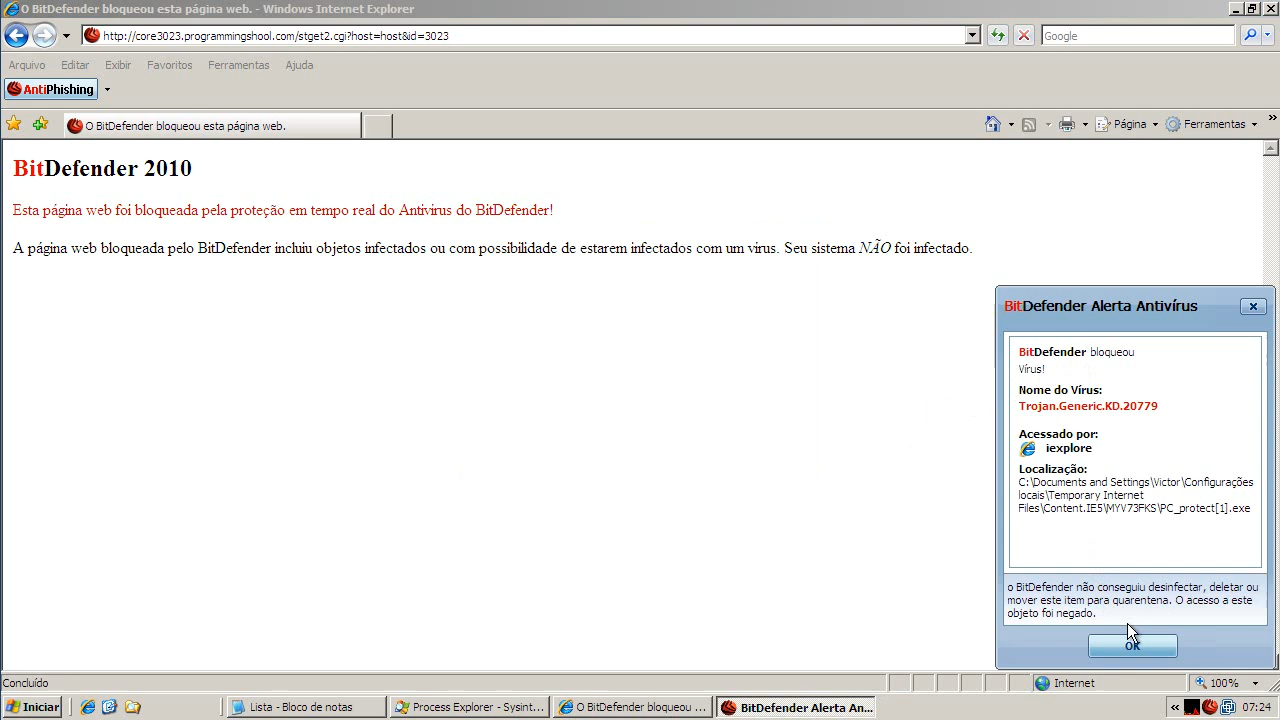 O BitDefender bloqueou esta página web. - Windows Internet Explorer
http://core3023.programmingshool.com/stget2.cgi?host=host&id=3023
Google
Arquivo Editar Exibir Favoritos Ferramentas Ajuda
AntiPhishing
O BitDefender bloqueou esta página web.
Página Ferramentas »
BitDefender 2010
Esta página web foi bloqueada pela proteção em tempo real do Antivirus do BitDefender!
A página web bloqueada pelo BitDefender incluiu objetos infectados ou com possibilidade de estarem infectados com um virus. Seu sistema NÃO foi infectado.
BitDefender Alerta Antivírus
BitDefender bloqueou
Vírus!
Nome do Vírus:
Trojan.Generic.KD.20779
Acessado por:
iexplore
Localização:
C:\Documents and Settings\Victor\Configurações
locais\Temporary Internet
Files\Content.IE5\MYV73FKS\PC_protect[1].exe
o BitDefender não conseguiu desinfectar, deletar ou
mover este item para quarentena. O acesso a este
objeto foi negado.
OK
Concluído
Internet
100%
Iniciar
Lista - Bloco de notas
Process Explorer - Sysint...
O BitDefender bloqueou ...
BitDefender Alerta An...
« 07:24